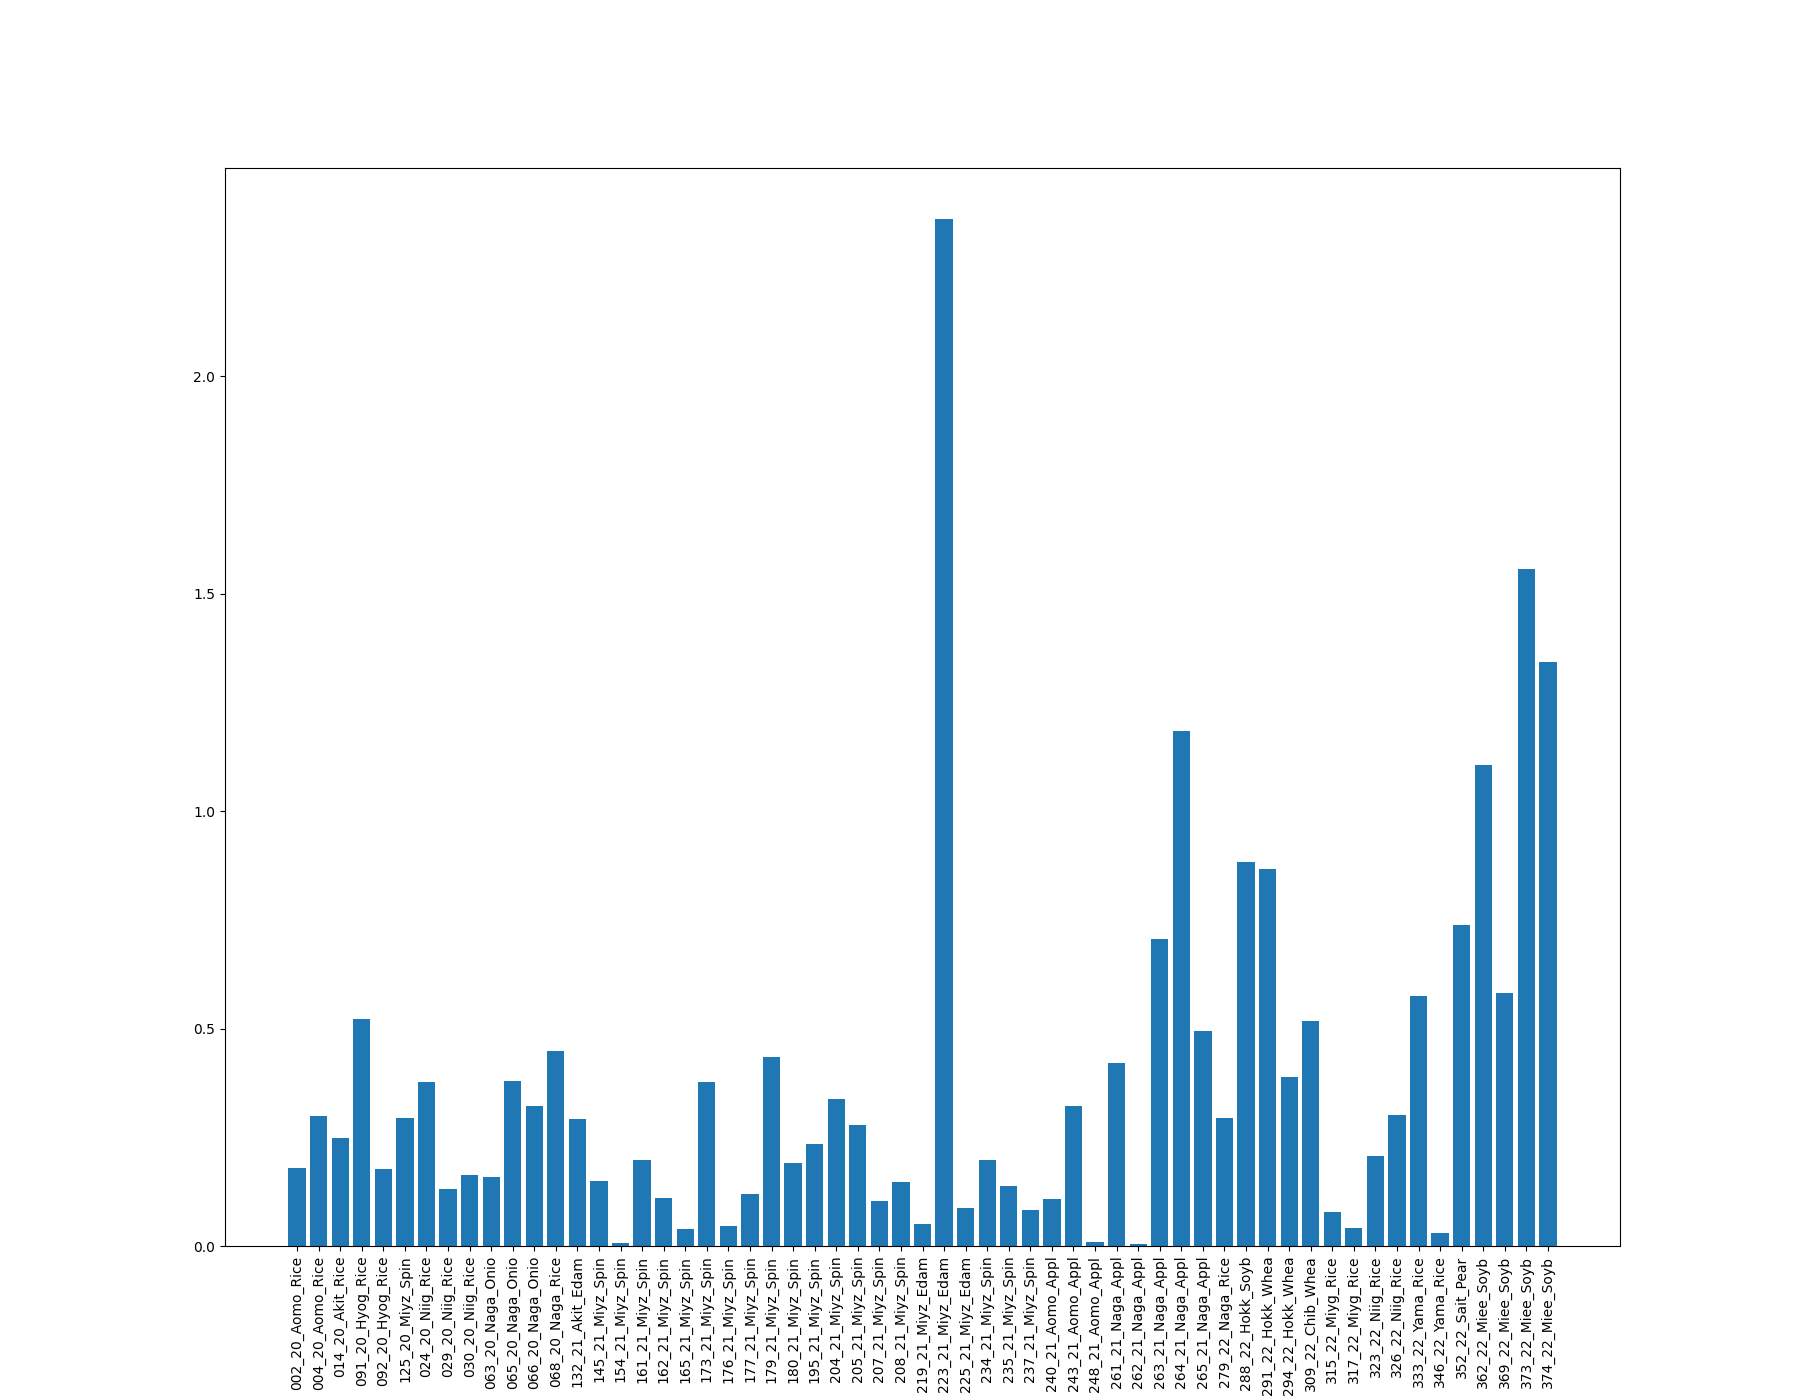 2.0
1.5
1.0
0.5
0.0
002_20_Aomo_Rice
004_20_Aomo_Rice
014_20_Akit_Rice
091_20_Hyog_Rice
092_20_Hyog_Rice
125_20_Miyz_Spin
024_20_Niig_Rice
029_20_Niig_Rice
030_20_Niig_Rice
063_20_Naga_Onio
065_20_Naga_Onio
066_20_Naga_Onio
068_20_Naga_Rice
132_21_Akit_Edam
145_21_Miyz_Spin
154_21_Miyz_Spin
161_21_Miyz_Spin
162_21_Miyz_Spin
165_21_Miyz_Spin
173_21_Miyz_Spin
176_21_Miyz_Spin
177_21_Miyz_Spin
179_21_Miyz_Spin
180_21_Miyz_Spin
195_21_Miyz_Spin
204_21_Miyz_Spin
205_21_Miyz_Spin
207_21_Miyz_Spin
208_21_Miyz_Spin
219_21_Miyz_Edam
223_21_Miyz_Edam
225_21_Miyz_Edam
234_21_Miyz_Spin
235_21_Miyz_Spin
237_21_Miyz_Spin
240_21_Aomo_Appl
243_21_Aomo_Appl
248_21_Aomo_Appl
261_21_Naga_Appl
262_21_Naga_Appl
263_21_Naga_Appl
264_21_Naga_Appl
265_21_Naga_Appl
279_22_Naga_Rice
288_22_Hokk_Soyb
291_22_Hokk_Whea
294_22_Hokk_Whea
309_22_Chib_Whea
315_22_Miyg_Rice
317_22_Miyg_Rice
323_22_Niig_Rice
326_22_Niig_Rice
333_22_Yama_Rice
346_22_Yama_Rice
352_22_Sait_Pear
362_22_Miee_Soyb
369_22_Miee_Soyb
373_22_Miee_Soyb
374_22_Miee_Soyb